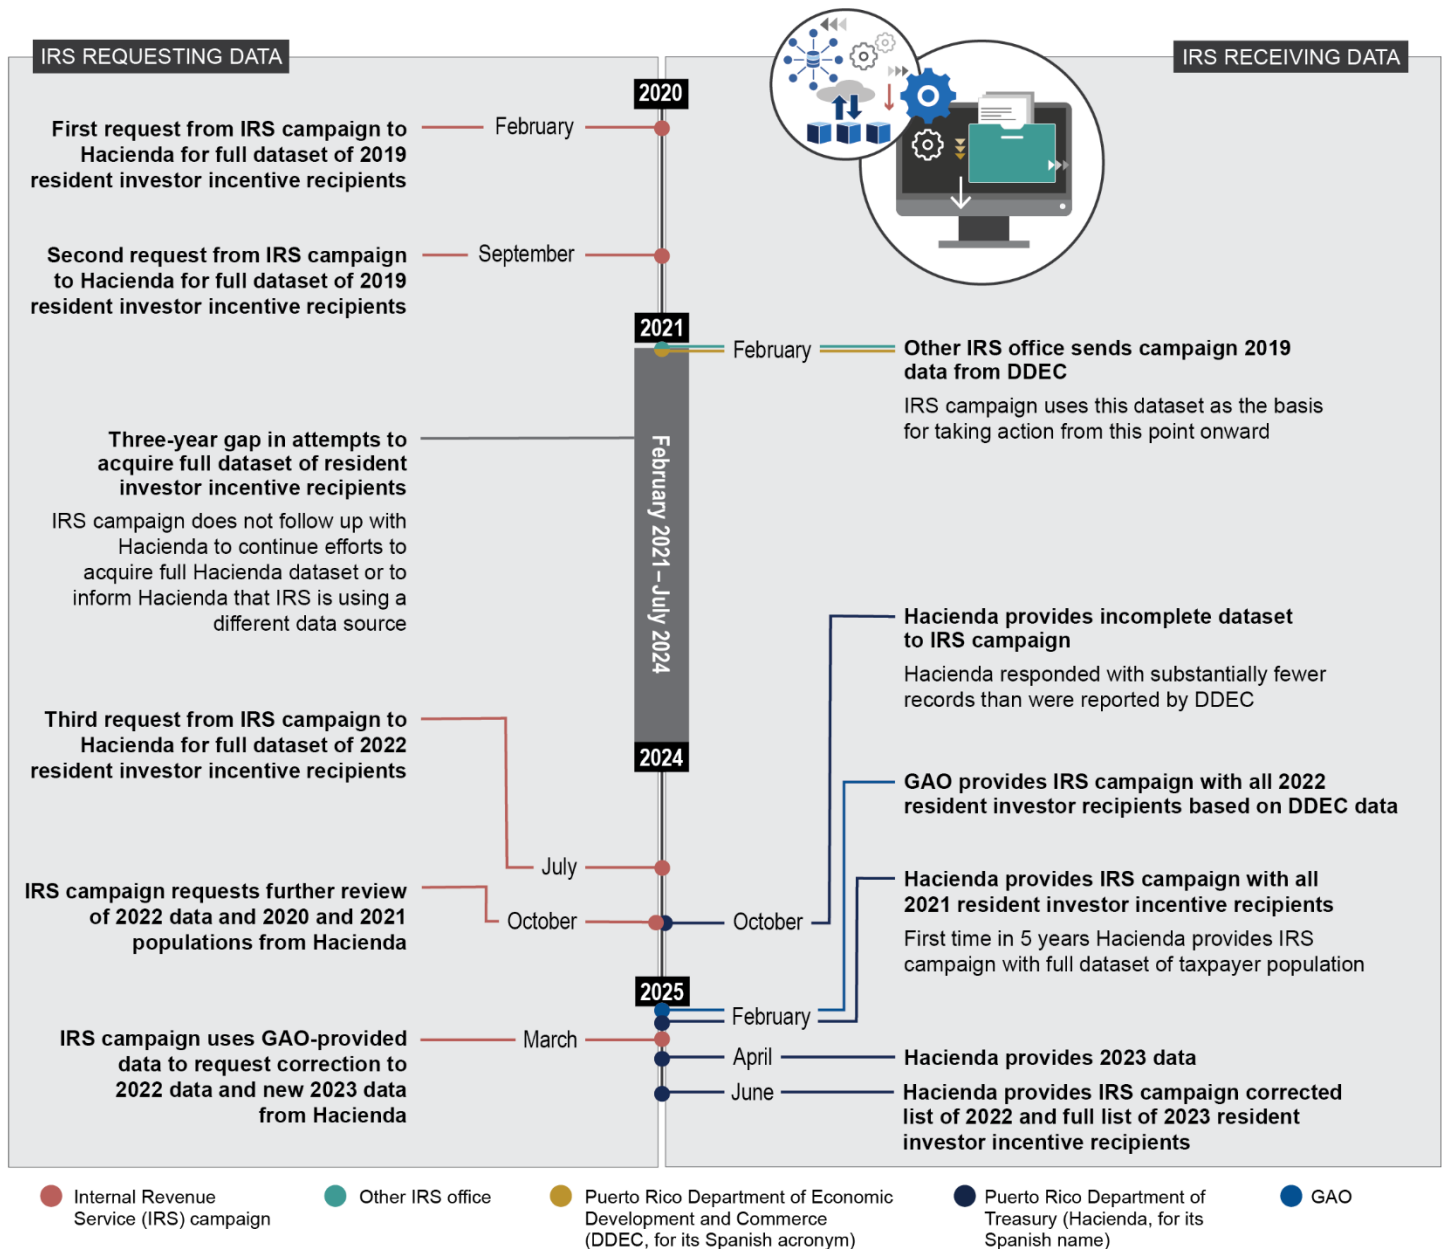 IRS REQUESTING DATA
IRS RECEIVING DATA
2020
First request from IRS campaign to
Hacienda for full dataset of 2019
resident investor incentive recipients
February
Second request from IRS campaign
to Hacienda for full dataset of 2019
resident investor incentive recipients
September
2021
February
Other IRS office sends campaign 2019
data from DDEC
IRS campaign uses this dataset as the basis
for taking action from this point onward
Three-year gap in attempts to
acquire full dataset of resident
investor incentive recipients
IRS campaign does not follow up with
Hacienda to continue efforts to
acquire full Hacienda dataset or to
inform Hacienda that IRS is using a
different data source
February 2021 – July 2024
Hacienda provides incomplete dataset
to IRS campaign
Hacienda responded with substantially fewer
records than were reported by DDEC
Third request from IRS campaign to
Hacienda for full dataset of 2022
resident investor incentive recipients
2024
GAO provides IRS campaign with all 2022
resident investor recipients based on DDEC data
July
IRS campaign requests further review
of 2022 data and 2020 and 2021
populations from Hacienda
October
October
Hacienda provides IRS campaign with all
2021 resident investor incentive recipients
First time in 5 years Hacienda provides IRS
campaign with full dataset of taxpayer population
2025
February
IRS campaign uses GAO-provided
data to request correction to
2022 data and new 2023 data
from Hacienda
March
April
Hacienda provides 2023 data
June
Hacienda provides IRS campaign corrected
list of 2022 and full list of 2023 resident
investor incentive recipients
Internal Revenue
Service (IRS) campaign
Other IRS office
Puerto Rico Department of Economic
Development and Commerce
(DDEC, for its Spanish acronym)
Puerto Rico Department of
Treasury (Hacienda, for its
Spanish name)
GAO